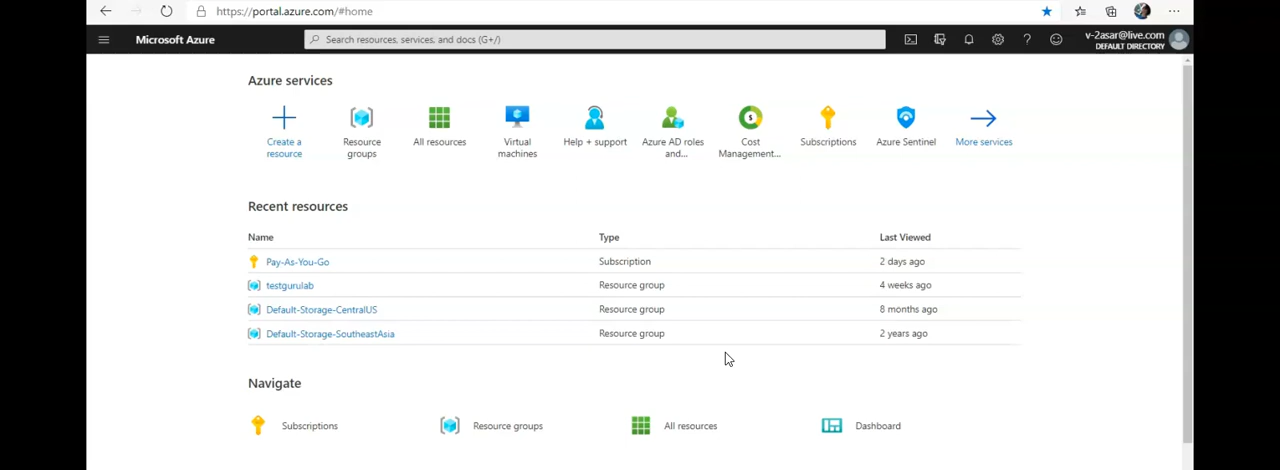 https://portal.azure.com/#home
Microsoft Azure
Search resources, services, and docs (G+/)
v-2asar@live.com
DEFAULT DIRECTORY
Azure services
Create a resource
Resource groups
All resources
Virtual machines
Help + support
Azure AD roles and...
Cost Management...
Subscriptions
Azure Sentinel
More services
Recent resources
Name Type Last Viewed
Pay-As-You-Go Subscription 2 days ago
testgurulab Resource group 4 weeks ago
Default-Storage-CentralUS Resource group 8 months ago
Default-Storage-SoutheastAsia Resource group 2 years ago
Navigate
Subscriptions Resource groups All resources Dashboard